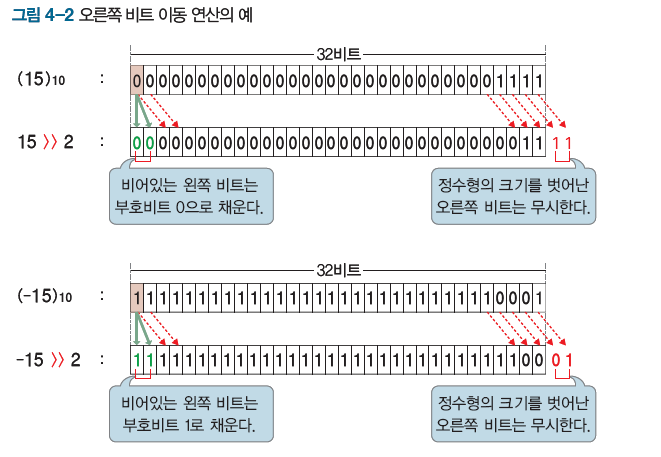 그림 4-2 오른쪽 비트 이동 연산의 예
32비트
(15)10 : 00000000000000000000000000001111
15 >> 2 : 00000000000000000000000000000011 11
비어있는 왼쪽 비트는
부호비트 0으로 채운다.
정수형의 크기를 벗어난
오른쪽 비트는 무시한다.
32비트
(-15)10 : 11111111111111111111111111110001
-15 >> 2 : 11111111111111111111111111111100 01
비어있는 왼쪽 비트는
부호비트 1로 채운다.
정수형의 크기를 벗어난
오른쪽 비트는 무시한다.